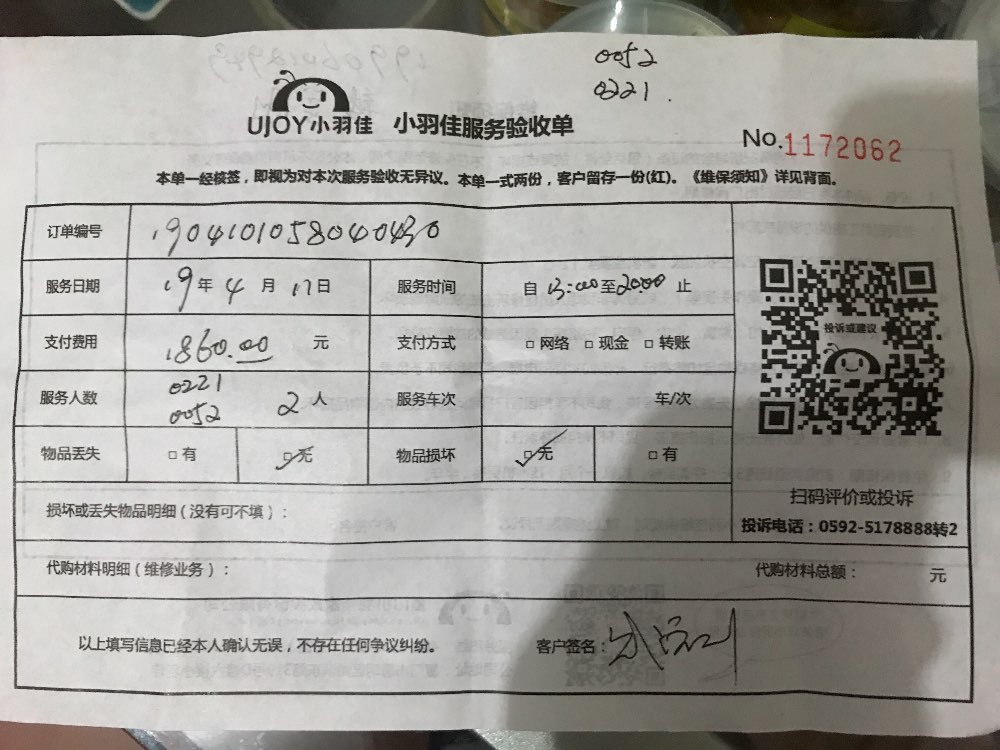 0052
0221.
UJOY小羽佳 小羽佳服务验收单
No.1172062
本单一经核签，即视为对本次服务验收无异议。本单一式两份，客户留存一份(红)。《维保须知》详见背面。
订单编号
服务日期 19年 4 月 17日 服务时间 自 13:00至2000 止
支付费用 1860.00 元 支付方式 □ 网络 □ 现金 □ 转账
投诉或建议
服务人数 0221 0052 2 人 服务车次 车/次
物品丢失 □ 有 □ 无 物品损坏 □ 无 □ 有
扫码评价或投诉
损坏或丢失物品明细（没有可不填）：
投诉电话：0592-5178888转2
代购材料明细（维修业务）： 代购材料总额： 元
以上填写信息已经本人确认无误，不存在任何争议纠纷。 客户签名：